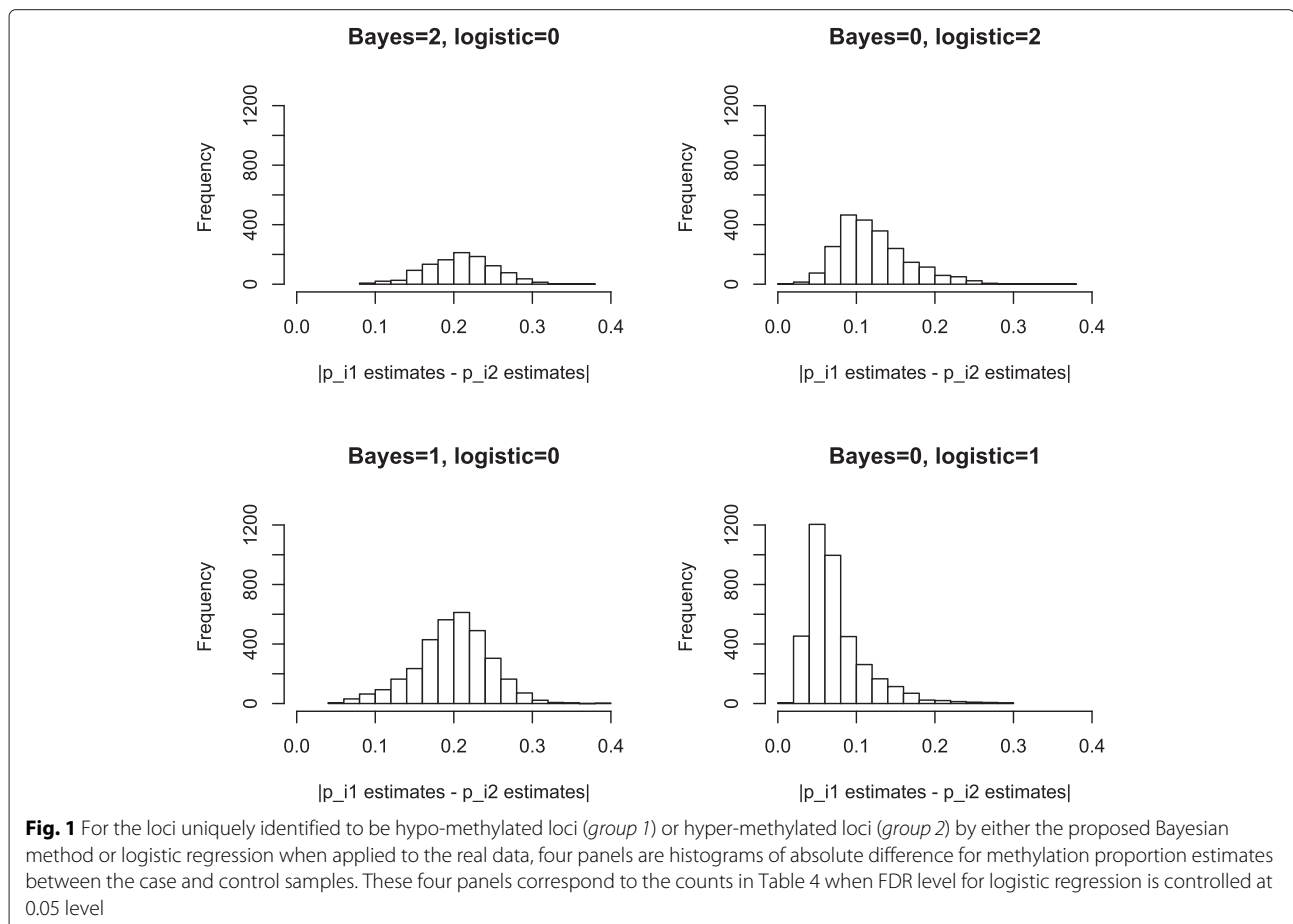 Bayes=2, logistic=0
Frequency
0 400 800 1200
0.0 0.1 0.2 0.3 0.4
|p_i1 estimates - p_i2 estimates|
Bayes=0, logistic=2
Frequency
0 400 800 1200
0.0 0.1 0.2 0.3 0.4
|p_i1 estimates - p_i2 estimates|
Bayes=1, logistic=0
Frequency
0 400 800 1200
0.0 0.1 0.2 0.3 0.4
|p_i1 estimates - p_i2 estimates|
Bayes=0, logistic=1
Frequency
0 400 800 1200
0.0 0.1 0.2 0.3 0.4
|p_i1 estimates - p_i2 estimates|
Fig. 1 For the loci uniquely identified to be hypo-methylated loci (group 1) or hyper-methylated loci (group 2) by either the proposed Bayesian
method or logistic regression when applied to the real data, four panels are histograms of absolute difference for methylation proportion estimates
between the case and control samples. These four panels correspond to the counts in Table 4 when FDR level for logistic regression is controlled at
0.05 level